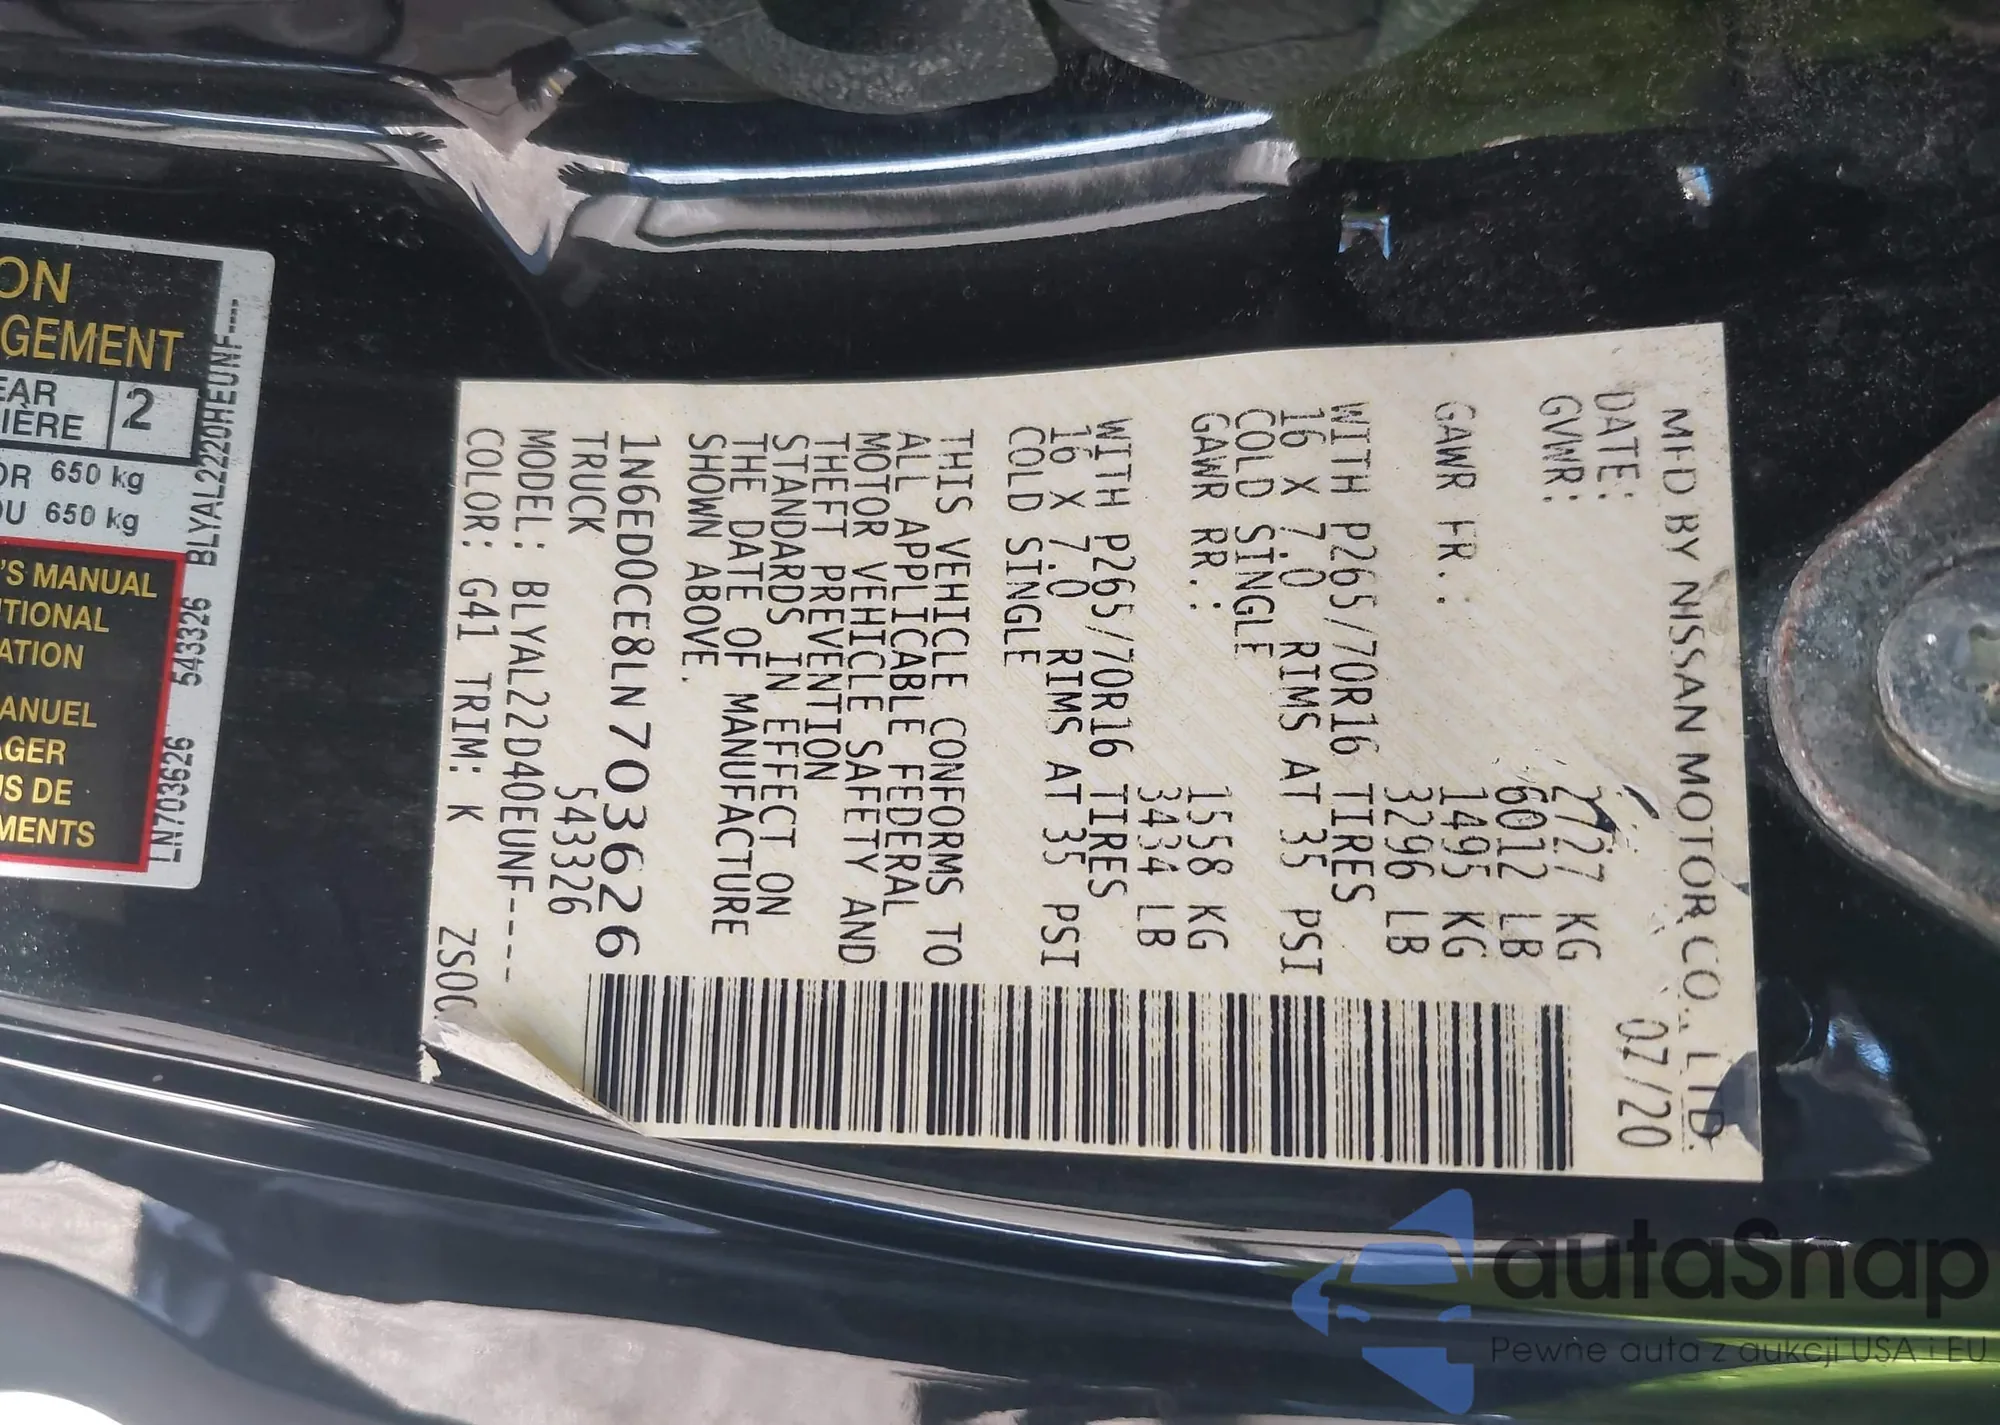 MFD BY NISSAN MOTOR CO., LTD.
DATE: 07/20
GVWR: 2727 KG
6012 LB
GAWR FR.: 1495 KG
3296 LB
WITH P265/70R16 TIRES
16 X 7.0 RIMS AT 35 PSI
COLD SINGLE
GAWR RR.: 1558 KG
3434 LB
WITH P265/70R16 TIRES
16 X 7.0 RIMS AT 35 PSI
COLD SINGLE
THIS VEHICLE CONFORMS TO
ALL APPLICABLE FEDERAL
MOTOR VEHICLE SAFETY AND
THEFT PREVENTION
STANDARDS IN EFFECT ON
THE DATE OF MANUFACTURE
SHOWN ABOVE.
1N6ED0CE8LN703626
TRUCK 543326
MODEL: BLYAL22D40EUNF----
COLOR: G41 TRIM: K ZS0C
ON
GEMENT
EAR
IÈRE
2
OR 650 kg
OU 650 kg
'S MANUAL
ITIONAL
ATION
ANUEL
AGER
US DE
MENTS
BLYAL2220HEUNF----
543326
LN703626
autaSnap
Pewne auta z aukcji USA i EU